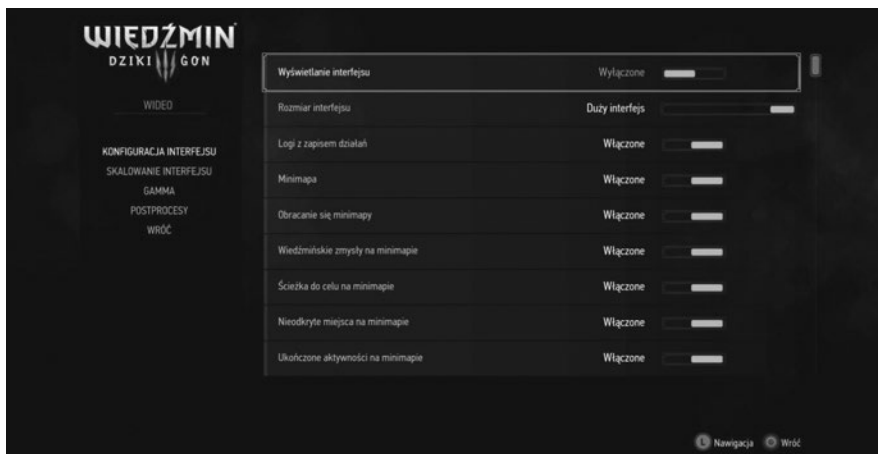 WIEDŹMIN
DZIKI GON
WIDEO
KONFIGURACJA INTERFEJSU
SKALOWANIE INTERFEJSU
GAMMA
POSTPROCESY
WRÓĆ
Wyświetlanie interfejsu Wyłączone
Rozmiar interfejsu Duży interfejs
Logi z zapisem działań Włączone
Minimapa Włączone
Obracanie się minimapy Włączone
Wiedźmińskie zmysły na minimapie Włączone
Ścieżka do celu na minimapie Włączone
Nieodkryte miejsca na minimapie Włączone
Ukończone aktywności na minimapie Włączone
L Nawigacja Wróć